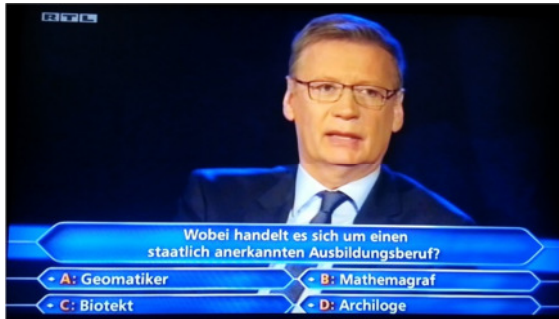 RTL
Wobei handelt es sich um einen
staatlich anerkannten Ausbildungsberuf?
A: Geomatiker
B: Mathemagraf
C: Biotekt
D: Archiloge